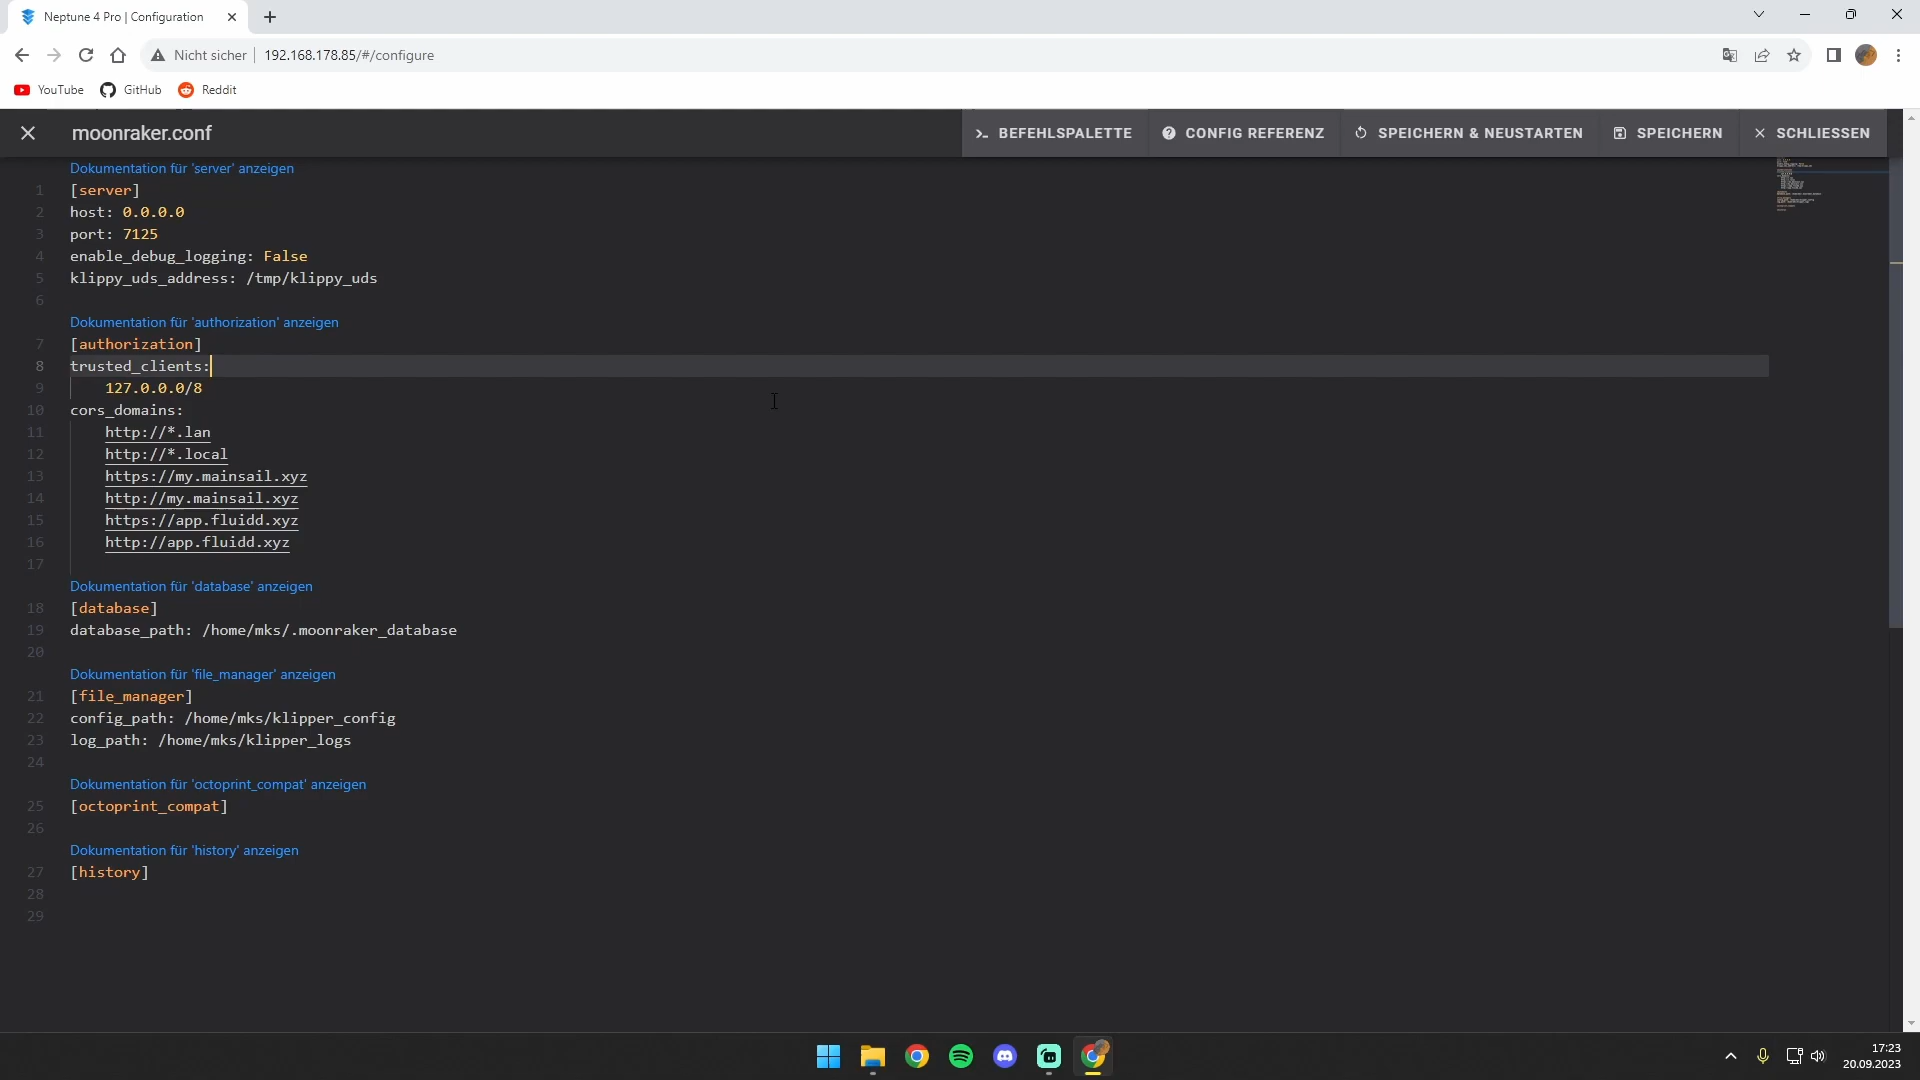 Neptune 4 Pro | Configuration
Nicht sicher
192.168.178.85/#/configure
YouTube
GitHub
Reddit
moonraker.conf
BEFEHLSPALETTE
CONFIG REFERENZ
SPEICHERN & NEUSTARTEN
SPEICHERN
SCHLIESSEN
Dokumentation für 'server' anzeigen
1 [server]
2 host: 0.0.0.0
3 port: 7125
4 enable_debug_logging: False
5 klippy_uds_address: /tmp/klippy_uds
6
Dokumentation für 'authorization' anzeigen
7 [authorization]
8 trusted_clients:
9 127.0.0.0/8
10 cors_domains:
11 http://*.lan
12 http://*.local
13 https://my.mainsail.xyz
14 http://my.mainsail.xyz
15 https://app.fluidd.xyz
16 http://app.fluidd.xyz
17
Dokumentation für 'database' anzeigen
18 [database]
19 database_path: /home/mks/.moonraker_database
20
Dokumentation für 'file_manager' anzeigen
21 [file_manager]
22 config_path: /home/mks/klipper_config
23 log_path: /home/mks/klipper_logs
24
Dokumentation für 'octoprint_compat' anzeigen
25 [octoprint_compat]
26
Dokumentation für 'history' anzeigen
27 [history]
28
29
17:23
20.09.2023